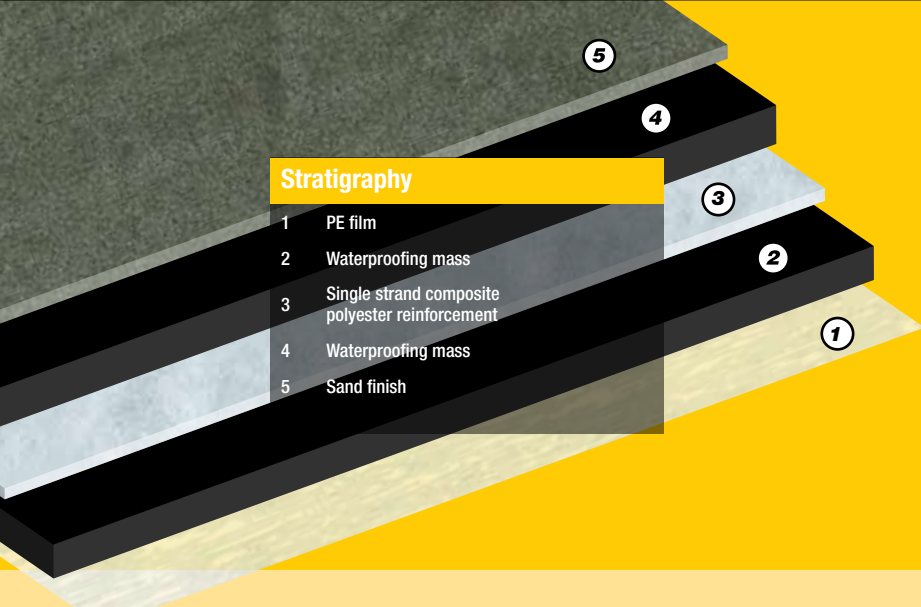 5
4
Stratigraphy
3
1 PE film
2 Waterproofing mass
2
3 Single strand composite
polyester reinforcement
1
4 Waterproofing mass
5 Sand finish